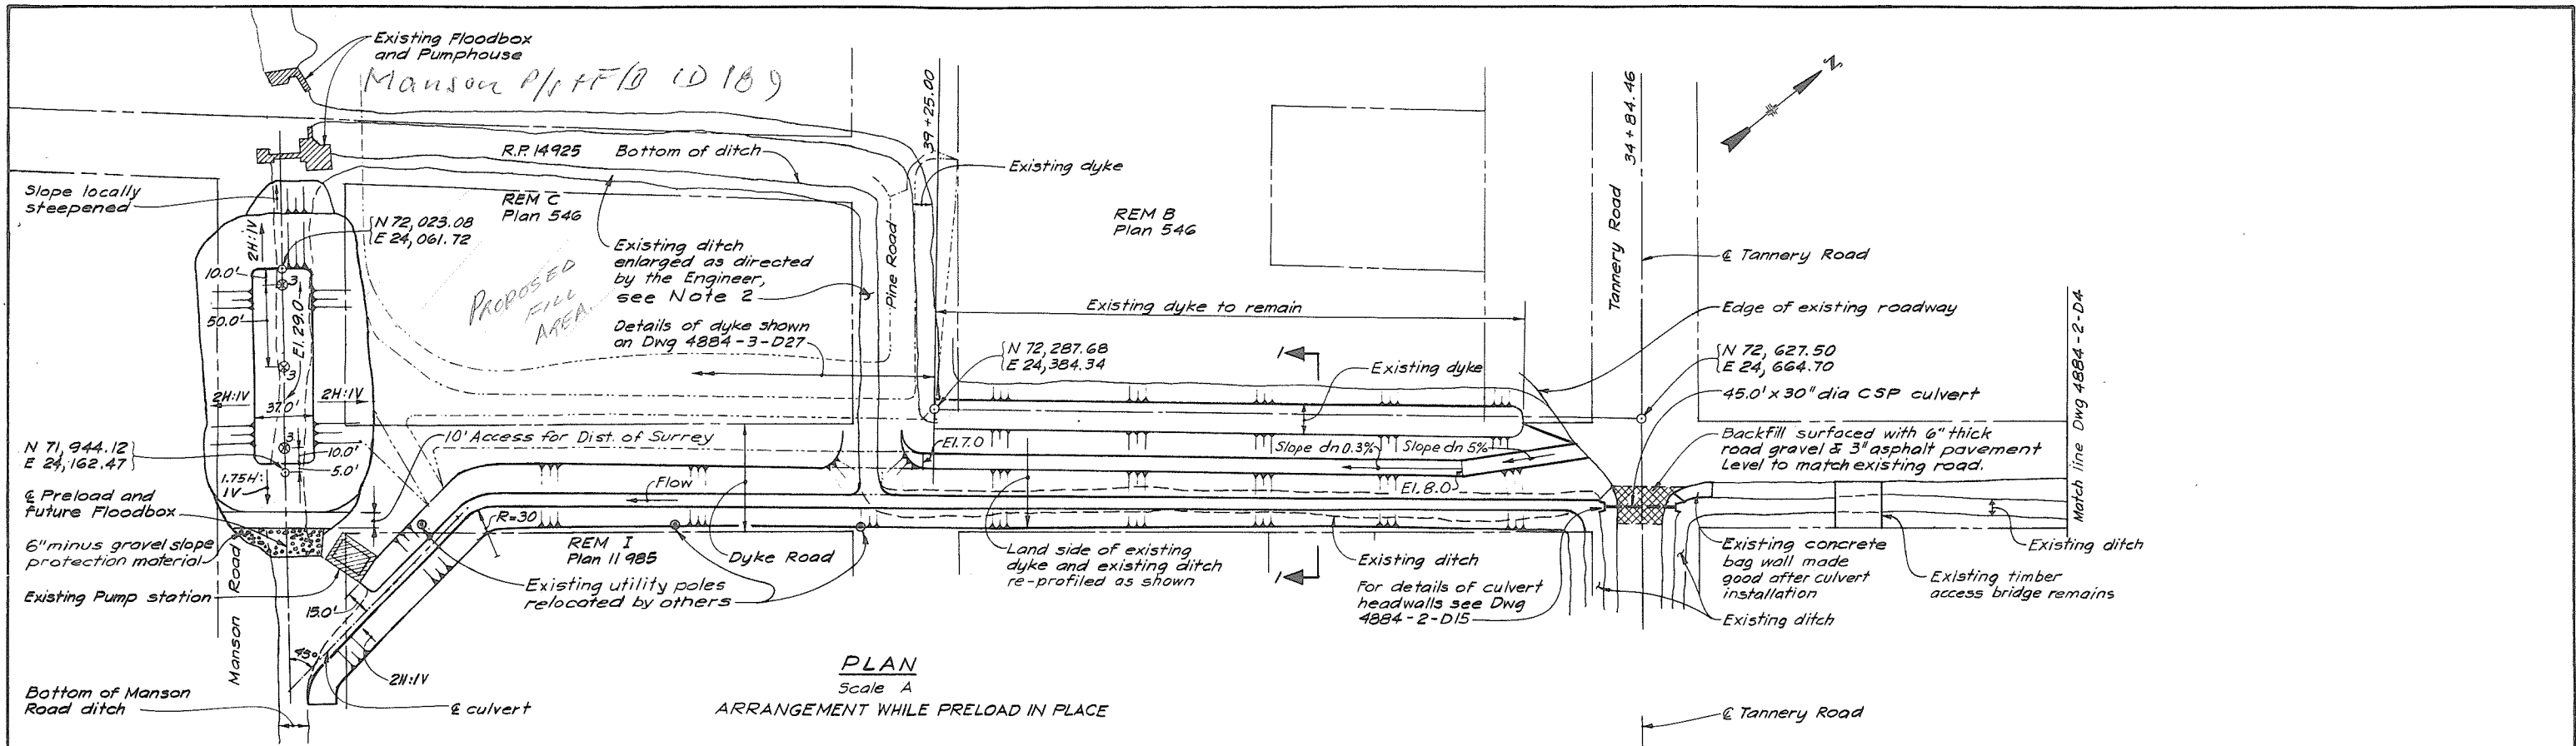 Existing Floodbox
and Pumphouse
Manson P/s + F/B ID 189
39+25.00
34+84.46
N
R.P. 14925
Bottom of ditch
Existing dyke
Slope locally
steepened
REM C
Plan 546
N 72,023.08
E 24,061.72
REM B
Plan 546
Tannery Road
2H:1V
Existing ditch
enlarged as directed
by the Engineer,
see Note 2
Pine Road
℄ Tannery Road
10.0'
3
PROPOSED
FILL
AREA
50.0'
El.29.0
Existing dyke to remain
Edge of existing roadway
Details of dyke shown
on Dwg 4884-3-D27
N 72,287.68
E 24,384.34
1
Existing dyke
N 72,627.50
E 24,664.70
Match line Dwg 4884-2-D4
3
2H:1V
37.0'
2H:1V
45.0' x 30" dia CSP culvert
N 71,944.12
E 24,162.47
3
10' Access for Dist. of Surrey
El.7.0
Slope dn 0.3%
Slope dn 5%
Backfill surfaced with 6" thick
road gravel & 3" asphalt pavement
Level to match existing road.
10.0'
5.0'
1.75H:
1V
Flow
El.8.0
℄ Preload and
future Floodbox
R=30
6" minus gravel slope
protection material
REM I
Plan 11985
Dyke Road
Land side of existing
dyke and existing ditch
re-profiled as shown
1
Existing ditch
Existing concrete
bag wall made
good after culvert
installation
Existing ditch
Existing timber
access bridge remains
Existing Pump station
Existing utility poles
relocated by others
For details of culvert
headwalls see Dwg
4884-2-D15
Existing ditch
15.0'
Manson Road
45°
2H:1V
Bottom of Manson
Road ditch
℄ culvert
PLAN
Scale A
ARRANGEMENT WHILE PRELOAD IN PLACE
℄ Tannery Road